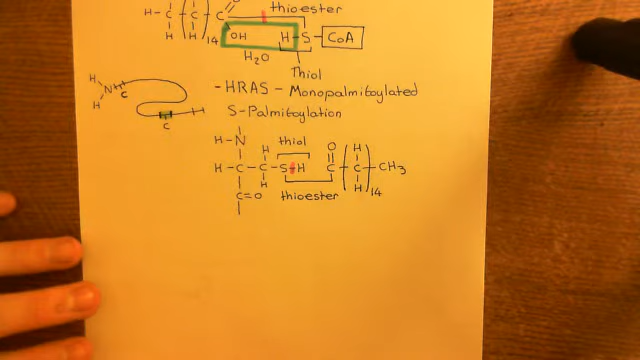 thioester
O
H-C-(C)-C
H H 14 OH H-S-CoA
H2O
Thiol
-HRAS - Monopalmitoylated
S-Palmitoylation
H
N
H
C
C
H-N
thiol
H O H
H-C-C-S-H C-(C)-CH3
H H 14
C=O thioester